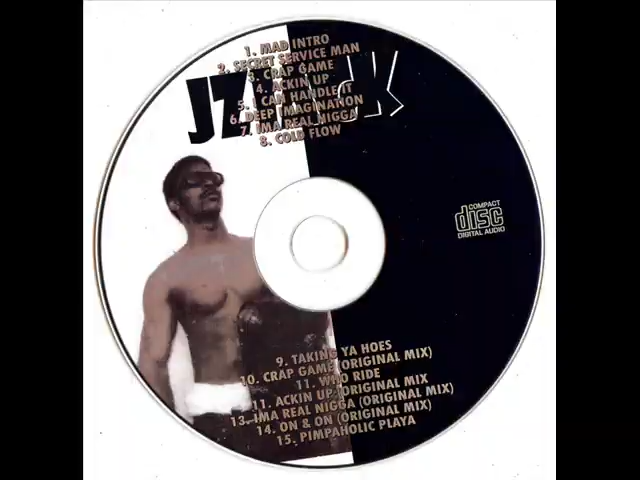 1. MAD INTRO
2. SECRET SERVICE MAN
3. CRAP GAME
4. ACKIN UP
5. I CAN HANDLE IT
6. DEEP IMAGINATION
7. IMA REAL NIGGA
8. COLD FLOW
COMPACT
disc
DIGITAL AUDIO
9. TAKING YA HOES
10. CRAP GAME (ORIGINAL MIX)
11. WHO RIDE
11. ACKIN UP (ORIGINAL MIX
13. IMA REAL NIGGA (ORIGINAL MIX)
14. ON & ON (ORIGINAL MIX)
15. PIMPAHOLIC PLAYA